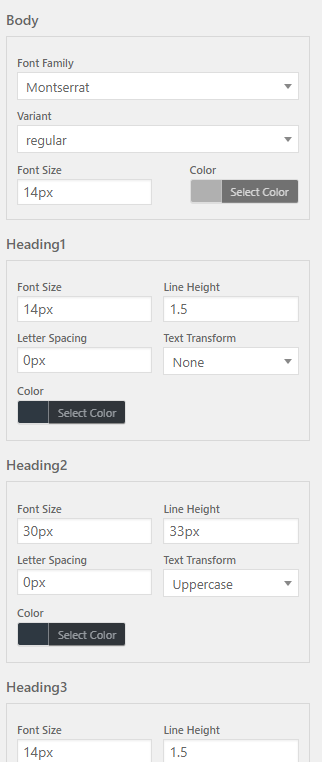 Body
Font Family
Montserrat
Variant
regular
Font Size Color
14px Select Color
Heading1
Font Size Line Height
14px 1.5
Letter Spacing Text Transform
0px None
Color
Select Color
Heading2
Font Size Line Height
30px 33px
Letter Spacing Text Transform
0px Uppercase
Color
Select Color
Heading3
Font Size Line Height
14px 1.5